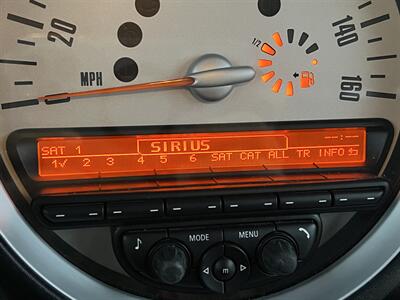 20
MPH
1/2
140
160
SAT 1
SIRIUS
--:--
1✓ 2 3 4 5 6 SAT CAT ALL TR INFO
MODE
MENU
m